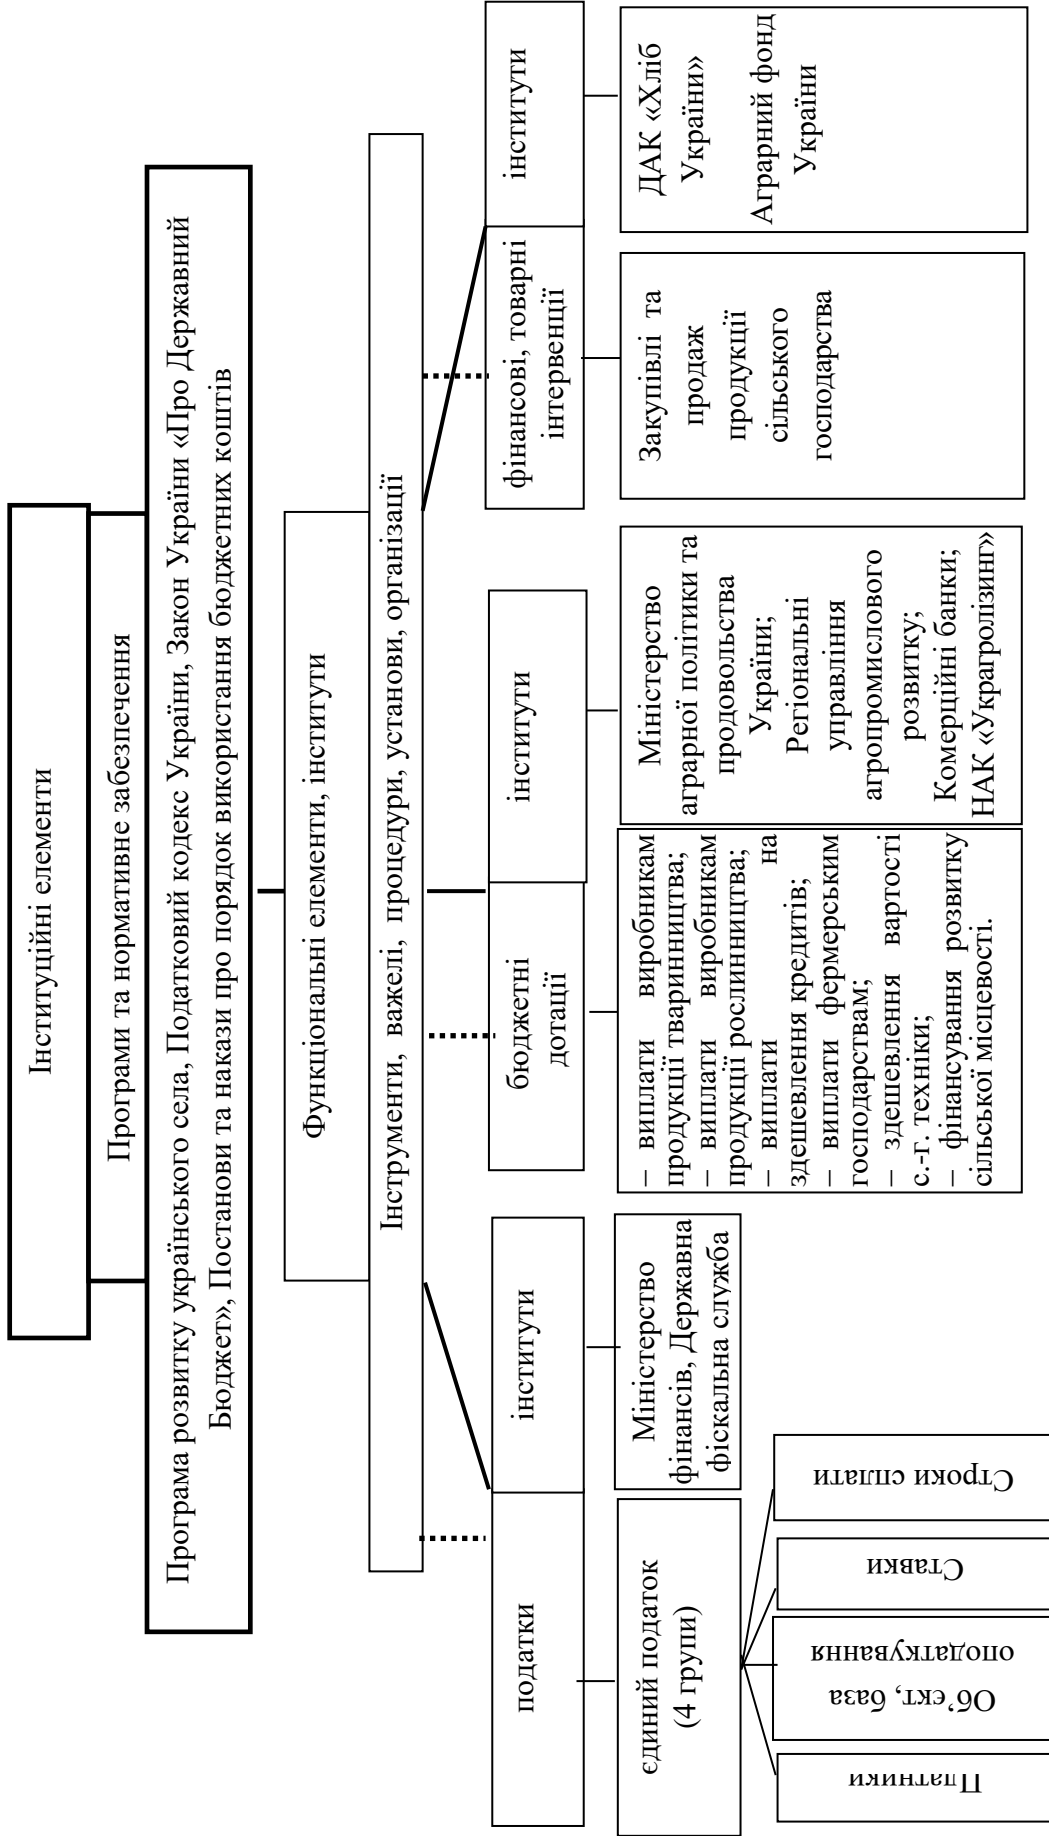 Інституційні елементи
Програми та нормативне забезпечення
Програма розвитку українського села, Податковий кодекс України, Закон України «Про Державний
Бюджет», Постанови та накази про порядок використання бюджетних коштів
Функціональні елементи, інститути
Інструменти, важелі, процедури, установи, організації
податки
інститути
бюджетні
дотації
інститути
фінансові, товарні
інтервенції
інститути
єдиний податок
(4 групи)
Міністерство
фінансів, Державна
фіскальна служба
– виплати виробникам
продукції тваринництва;
– виплати виробникам
продукції рослинництва;
– виплати на
здешевлення кредитів;
– виплати фермерським
господарствам;
– здешевлення вартості
с.-г. техніки;
– фінансування розвитку
сільської місцевості.
Міністерство
аграрної політики та
продовольства
України;
Регіональні
управління
агропромислового
розвитку;
Комерційні банки;
НАК «Украгролізинг»
Закупівлі та
продаж
продукції
сільського
господарства
ДАК «Хліб
України»
Аграрний фонд
України
Платники
Об’єкт, база
оподаткування
Ставки
Строки сплати